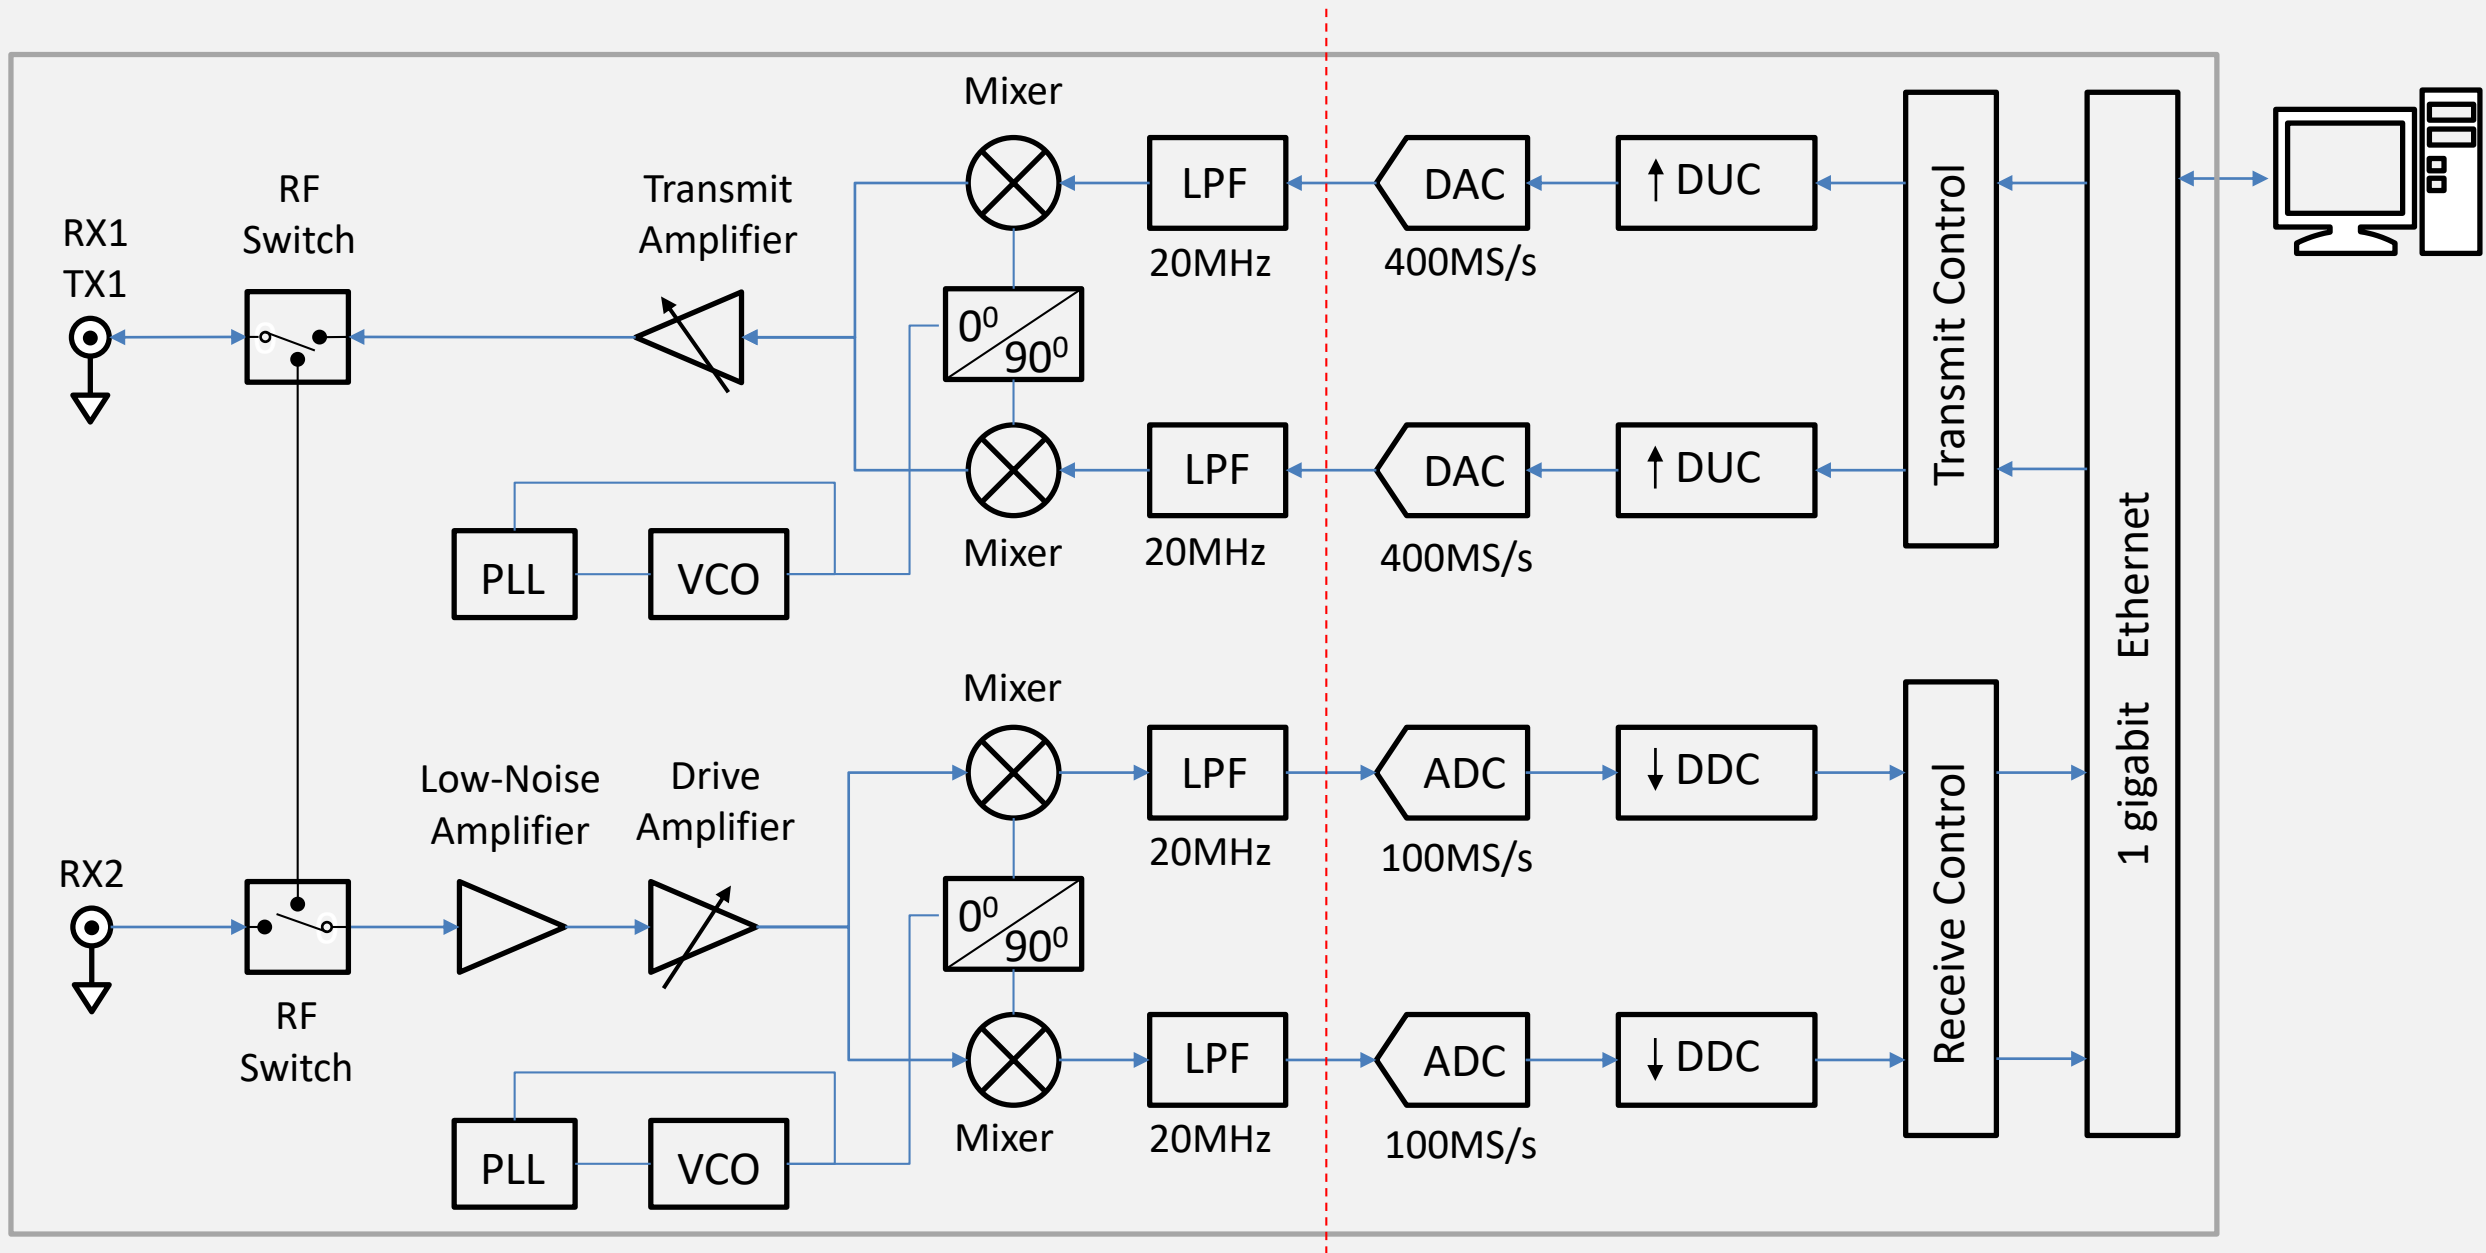 Mixer
RF
Switch
Transmit
Amplifier
RX1
TX1
LPF
20MHz
DAC
400MS/s
DUC
Transmit Control
1 gigabit Ethernet
0⁰
90⁰
PLL
VCO
Mixer
LPF
20MHz
DAC
400MS/s
DUC
Mixer
Low-Noise
Amplifier
Drive
Amplifier
RX2
RF
Switch
LPF
20MHz
ADC
100MS/s
DDC
Receive Control
0⁰
90⁰
PLL
VCO
Mixer
LPF
20MHz
ADC
100MS/s
DDC